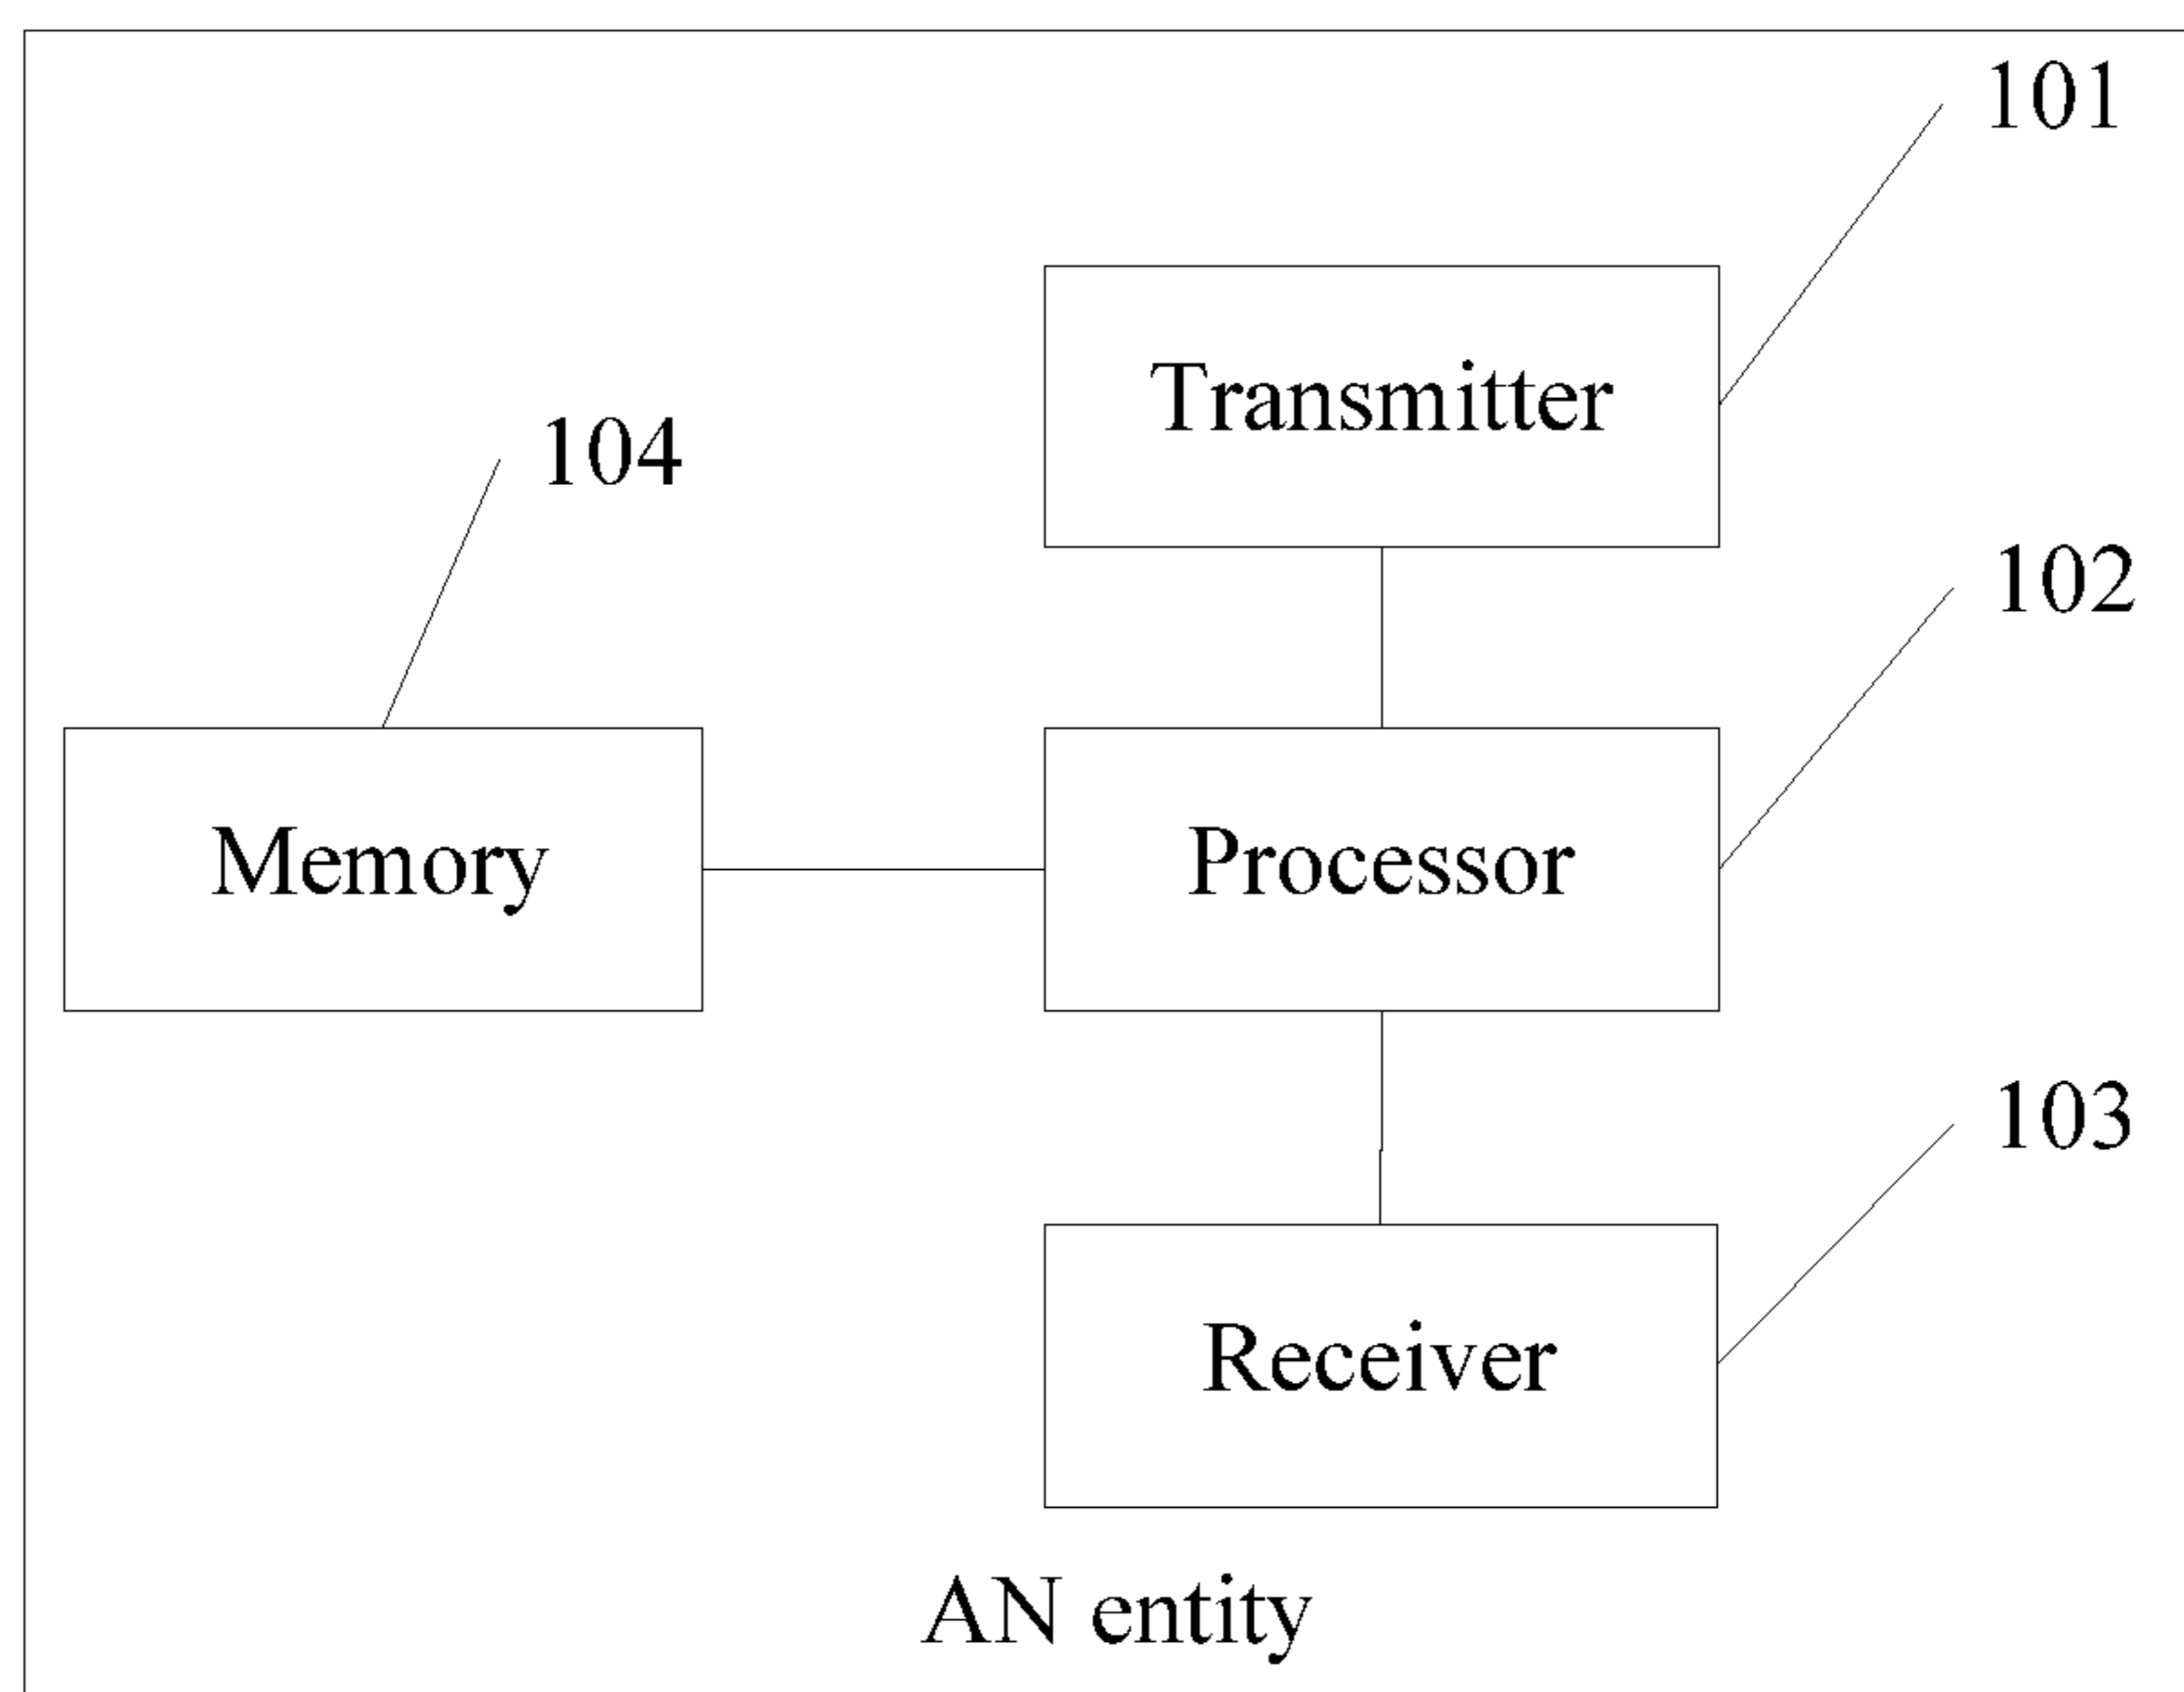 101
Transmitter
104
102
Memory
Processor
103
Receiver
AN entity